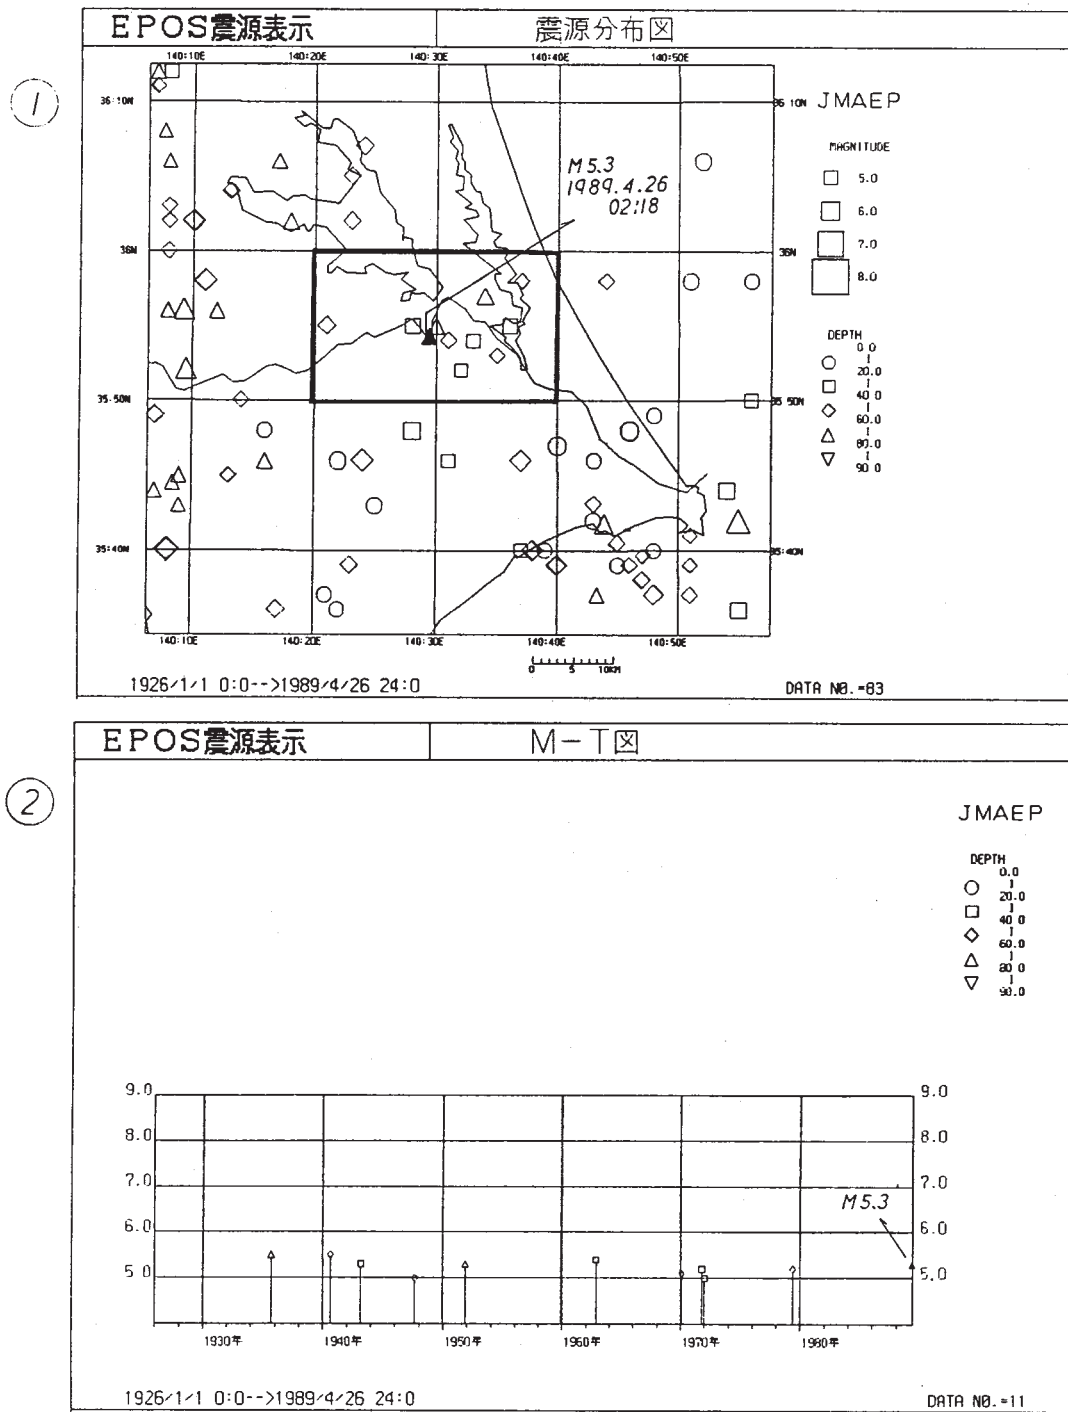 EPOS震源表示 震源分布図
1
140:10E 140:20E 140:30E 140:40E 140:50E
36:10N 36:10N
JMAEP
MAGNITUDE
5.0
6.0
7.0
8.0
M5.3
1989.4.26
02:18
36N 36N
DEPTH
0.0
20.0
40.0
60.0
80.0
90.0
35:50N 35:50N
35:40N 35:40N
140:10E 140:20E 140:30E 140:40E 140:50E
0 5 10KM
1926/1/1 0:0-->1989/4/26 24:0 DATA NO.=83
EPOS震源表示 M-T図
2
JMAEP
DEPTH
0.0
20.0
40.0
60.0
80.0
90.0
9.0 9.0
8.0 8.0
7.0 7.0
M5.3
6.0 6.0
5.0 5.0
1930年 1940年 1950年 1960年 1970年 1980年
1926/1/1 0:0-->1989/4/26 24:0 DATA NO.=11